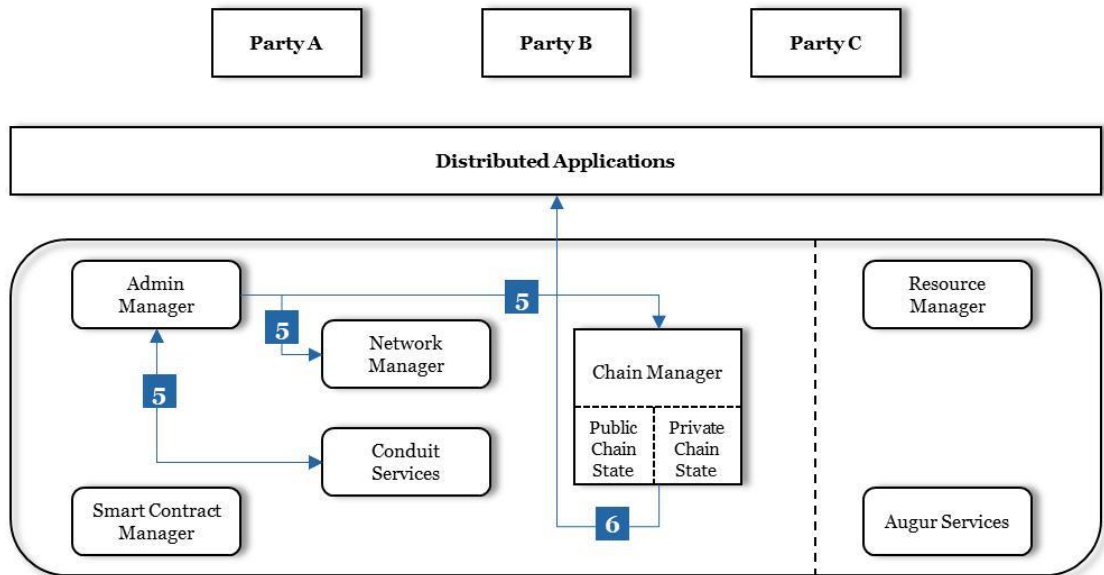 Party A
Party B
Party C
Distributed Applications
Admin
Manager
5
Resource
Manager
5
Network
Manager
Chain Manager
5
Public
Chain
State
Private
Chain
State
Conduit
Services
Smart Contract
Manager
6
Augur Services